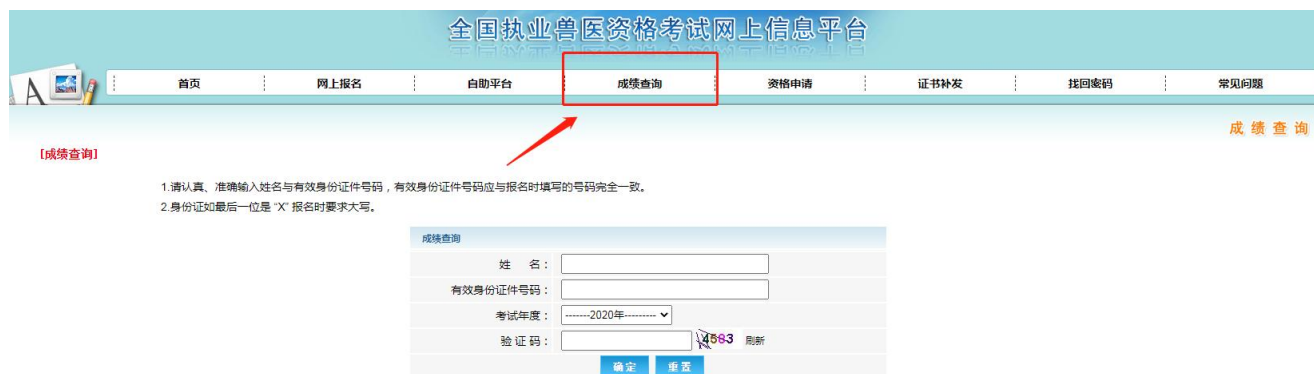 全国执业兽医资格考试网上信息平台
首页 网上报名 自助平台 成绩查询 资格申请 证书补发 找回密码 常见问题
成绩查询
[成绩查询]
1.请认真、准确输入姓名与有效身份证件号码，有效身份证件号码应与报名时填写的号码完全一致。
2.身份证如最后一位是 “X” 报名时要求大写。
成绩查询
姓 名：
有效身份证件号码：
考试年度： -------2020年---------
验证码： 4583 刷新
确定 重置